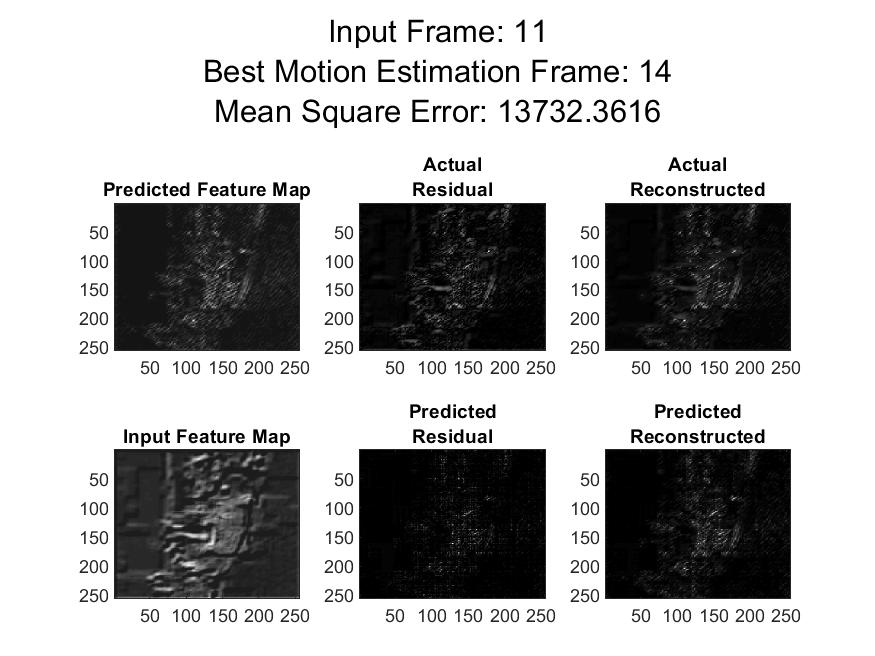 Input Frame: 11
Best Motion Estimation Frame: 14
Mean Square Error: 13732.3616
Predicted Feature Map
50
100
150
200
250
50 100 150 200 250
Actual
Residual
50
100
150
200
250
50 100 150 200 250
Actual
Reconstructed
50
100
150
200
250
50 100 150 200 250
Input Feature Map
50
100
150
200
250
50 100 150 200 250
Predicted
Residual
50
100
150
200
250
50 100 150 200 250
Predicted
Reconstructed
50
100
150
200
250
50 100 150 200 250